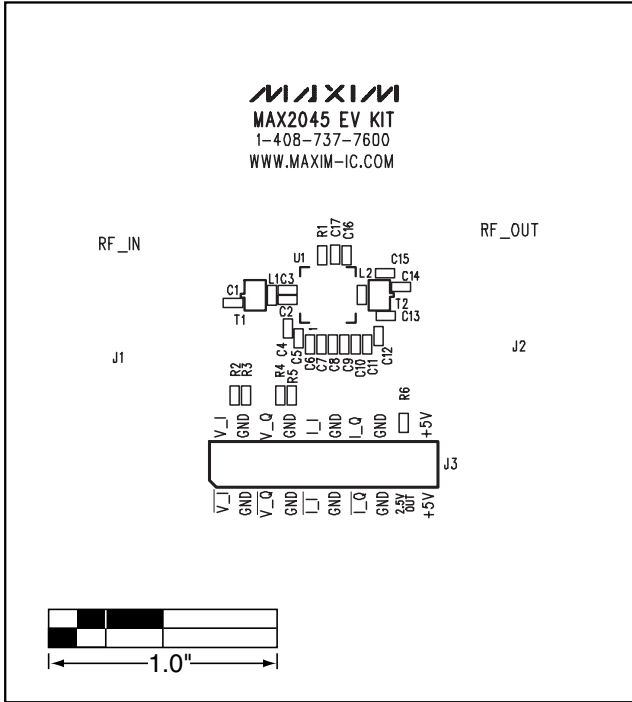 MAXIM
MAX2045 EV KIT
1-408-737-7600
WWW.MAXIM-IC.COM
RF_IN
RF_OUT
R1
C17
C16
U1
C15
C14
C1
L1
C3
L2
T1
T2
C13
C2
1
C4
C5
C6
C7
C8
C9
C10
C11
C12
J1
J2
R2
R3
R4
R5
R6
V_I GND V_Q GND I_I GND I_Q GND +5V
J3
V_I GND V_Q GND I_I GND I_Q GND 2.5V OUT +5V
1.0"